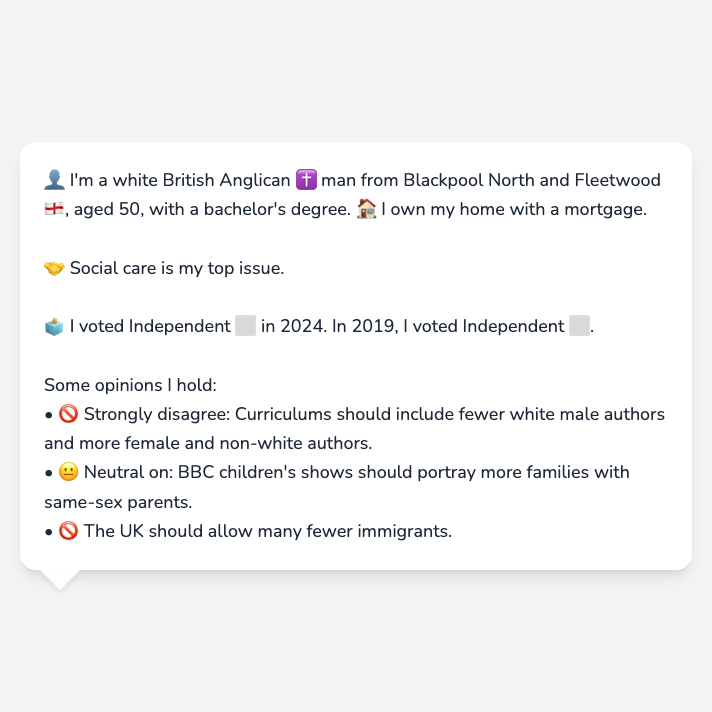 👤 I'm a white British Anglican ✝️ man from Blackpool North and Fleetwood
🏴󠁧󠁢󠁥󠁮󠁧󠁿, aged 50, with a bachelor's degree. 🏠 I own my home with a mortgage.
🤝 Social care is my top issue.
🗳️ I voted Independent ⬜ in 2024. In 2019, I voted Independent ⬜.
Some opinions I hold:
• 🚫 Strongly disagree: Curriculums should include fewer white male authors
and more female and non-white authors.
• 😐 Neutral on: BBC children's shows should portray more families with
same-sex parents.
• 🚫 The UK should allow many fewer immigrants.